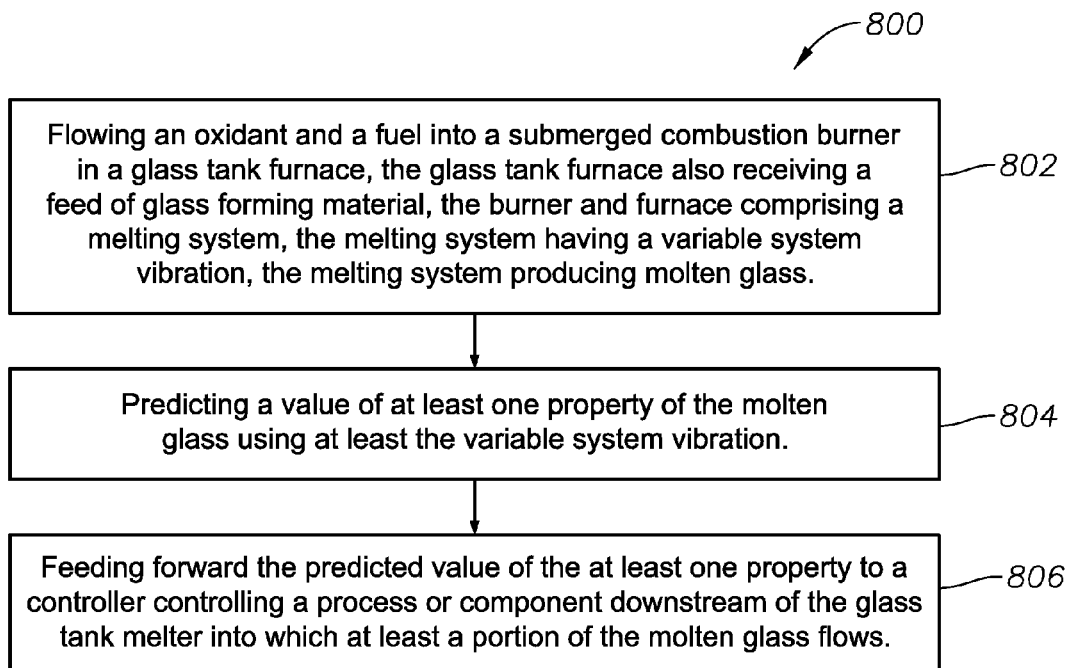 800
Flowing an oxidant and a fuel into a submerged combustion burner
in a glass tank furnace, the glass tank furnace also receiving a
feed of glass forming material, the burner and furnace comprising a
melting system, the melting system having a variable system
vibration, the melting system producing molten glass.
802
Predicting a value of at least one property of the molten
glass using at least the variable system vibration.
804
Feeding forward the predicted value of the at least one property to a
controller controlling a process or component downstream of the glass
tank melter into which at least a portion of the molten glass flows.
806